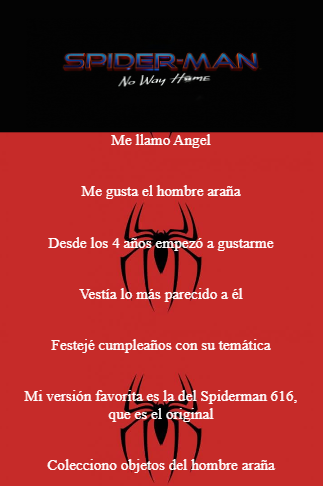 SPIDER-MAN
No Way Home
Me llamo Angel
Me gusta el hombre araña
Desde los 4 años empezó a gustarme
Vestía lo más parecido a él
Festejé cumpleaños con su temática
Mi versión favorita es la del Spiderman 616,
que es el original
Colecciono objetos del hombre araña